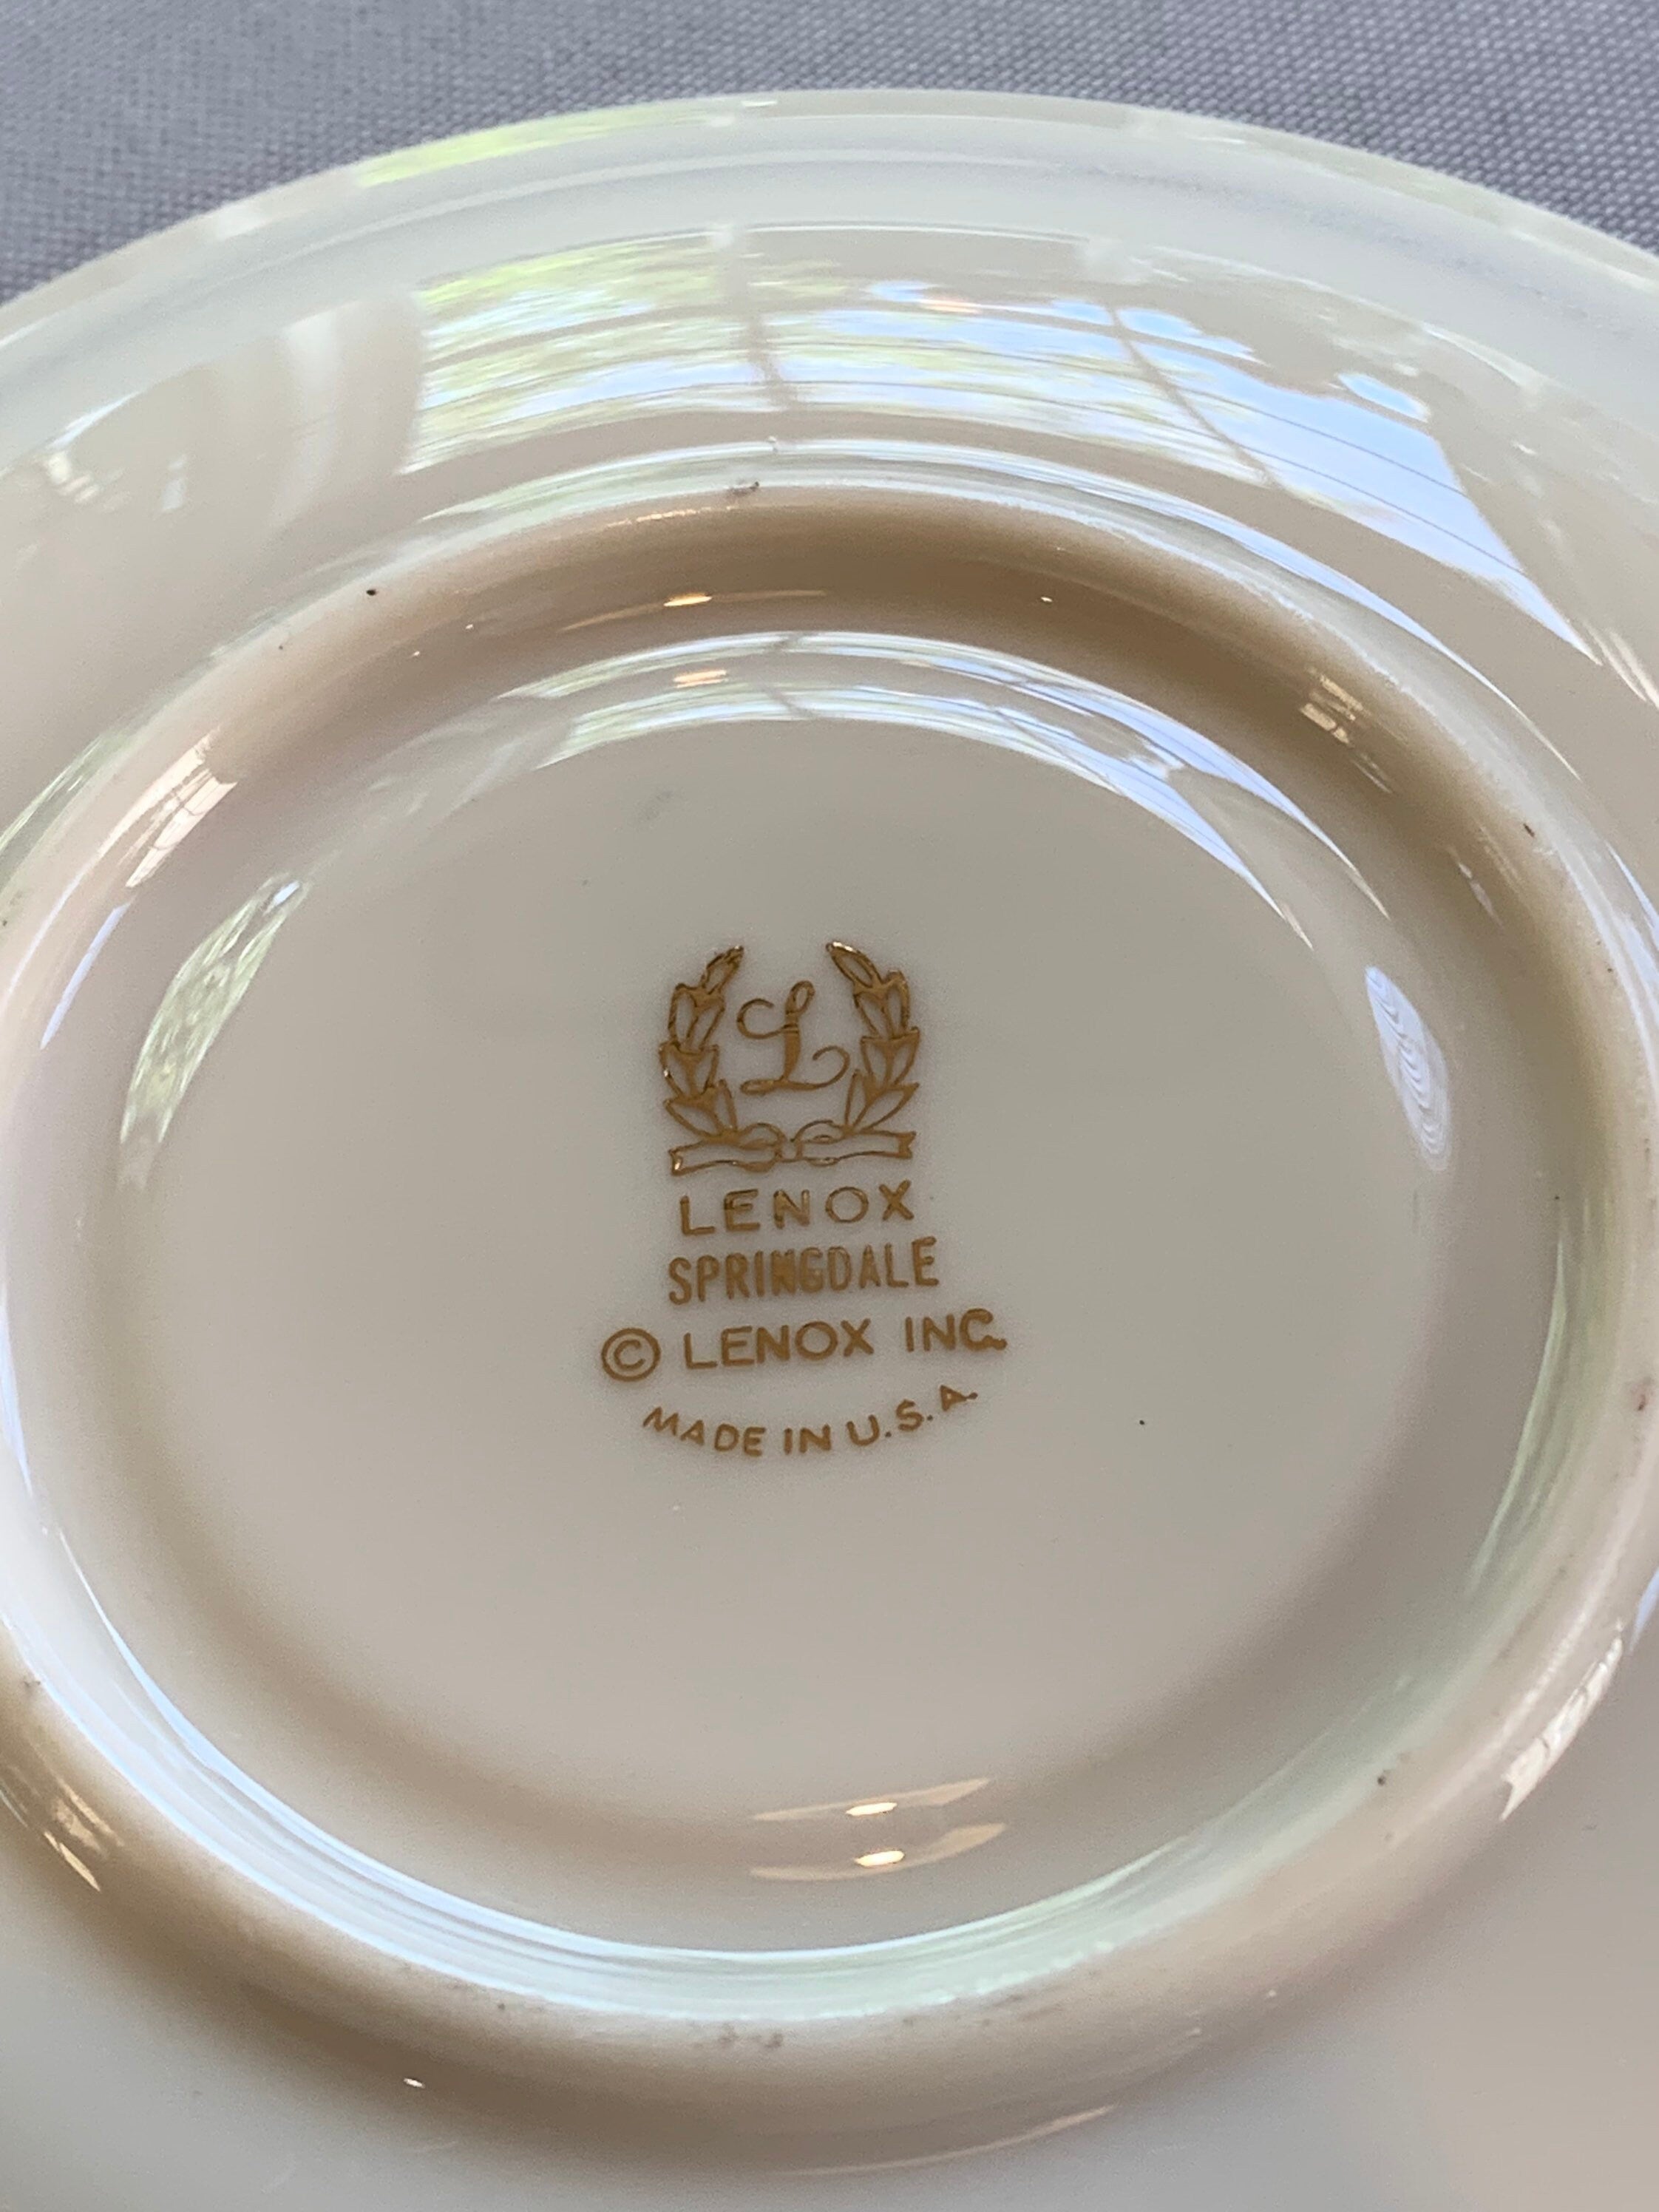 L
LENOX
SPRINGDALE
© LENOX INC.
MADE IN U.S.A.